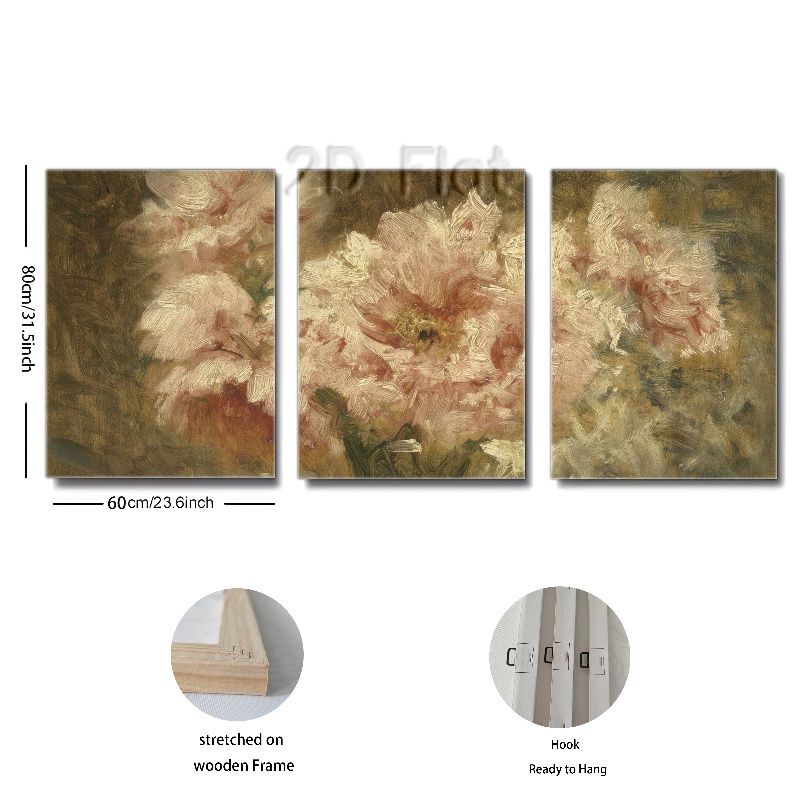 2D Flat
80cm/31.5inch
60cm/23.6inch
stretched on
wooden Frame
Hook
Ready to Hang